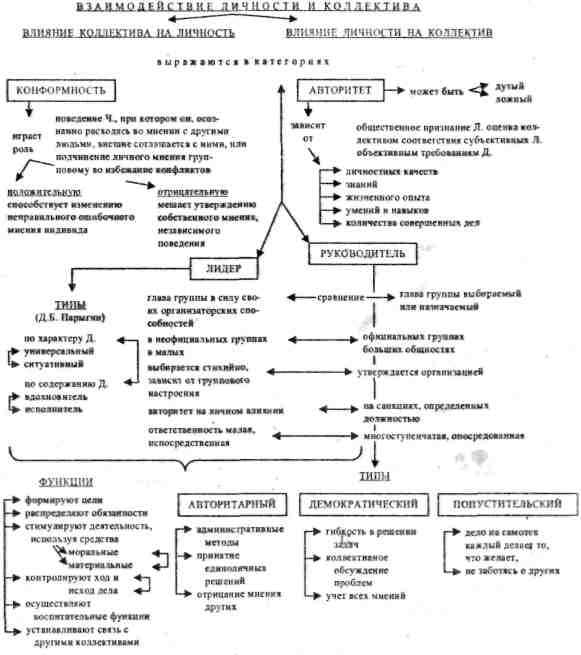 ВЗАИМОДЕЙСТВИЕ ЛИЧНОСТИ И КОЛЛЕКТИВА
ВЛИЯНИЕ КОЛЛЕКТИВА НА ЛИЧНОСТЬ
ВЛИЯНИЕ ЛИЧНОСТИ НА КОЛЛЕКТИВ
выражаются в категориях
КОНФОРМНОСТЬ
играет
роль
поведение Ч., при котором он, осоз-
нанно расходясь во мнении с другими
людьми, внешне соглашается с ними, или
подчинение личного мнения груп-
повому во избежание конфликтов
положительную
способствует изменению
неправильного ошибочного
мнения индивида
отрицательную
мешает утверждению
собственного мнения,
независимого
поведения
АВТОРИТЕТ
может быть
дутый
ложный
зависит
от
общественное признание Л. оценка кол-
лективом соответствия субъективных Л.
объективным требованиям Д.
личностных качеств
знаний
жизненного опыта
умений и навыков
количества совершенных дел
ЛИДЕР
РУКОВОДИТЕЛЬ
ТИПЫ
(Д.Б. Парыгин)
по характеру Д.
универсальный
ситуативный
по содержанию Д.
вдохновитель
исполнитель
глава группы в силу сво-
их организаторских спо-
собностей
сравнение
глава группы выбираемый
или назначаемый
в неофициальных группах
в малых
официальных группах
больших общностях
выбирается стихийно,
зависит от группового
настроения
утверждается организацией
авторитет на личном влиянии
на санкциях, определенных
должностью
ответственность малая,
непосредственная
многоступенчатая, опосредованная
ФУНКЦИИ
формируют цели
распределяют обязанности
стимулируют деятельность,
используя средства
моральные
материальные
контролируют ход и
исход дела
осуществляют
воспитательные функции
устанавливают связь с
другими коллективами
ТИПЫ
АВТОРИТАРНЫЙ
административные
методы
принятие
единоличных
решений
отрицание мнения
других
ДЕМОКРАТИЧЕСКИЙ
гибкость в решении
задач
коллективное
обсуждение
проблем
учет всех мнений
ПОПУСТИТЕЛЬСКИЙ
дело на самотек
каждый делает то,
что желает,
не заботясь о других